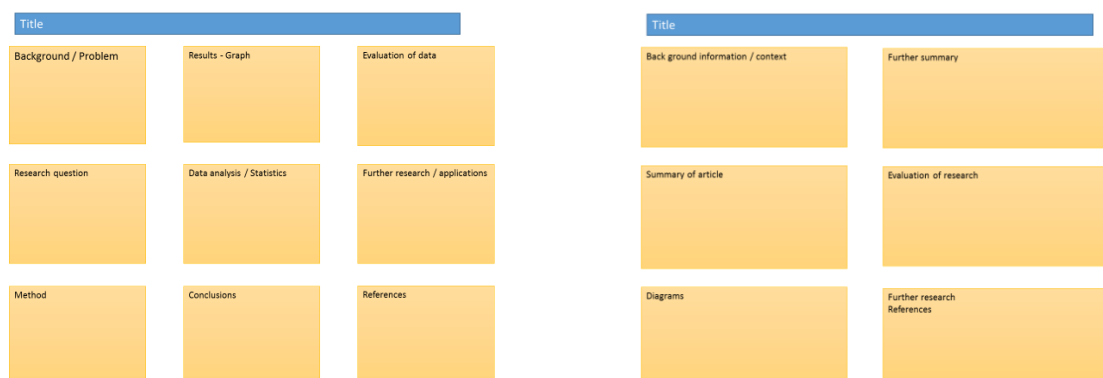 Title
Background / Problem
Results - Graph
Evaluation of data
Research question
Data analysis / Statistics
Further research / applications
Method
Conclusions
References
Title
Back ground information / context
Further summary
Summary of article
Evaluation of research
Diagrams
Further research
References